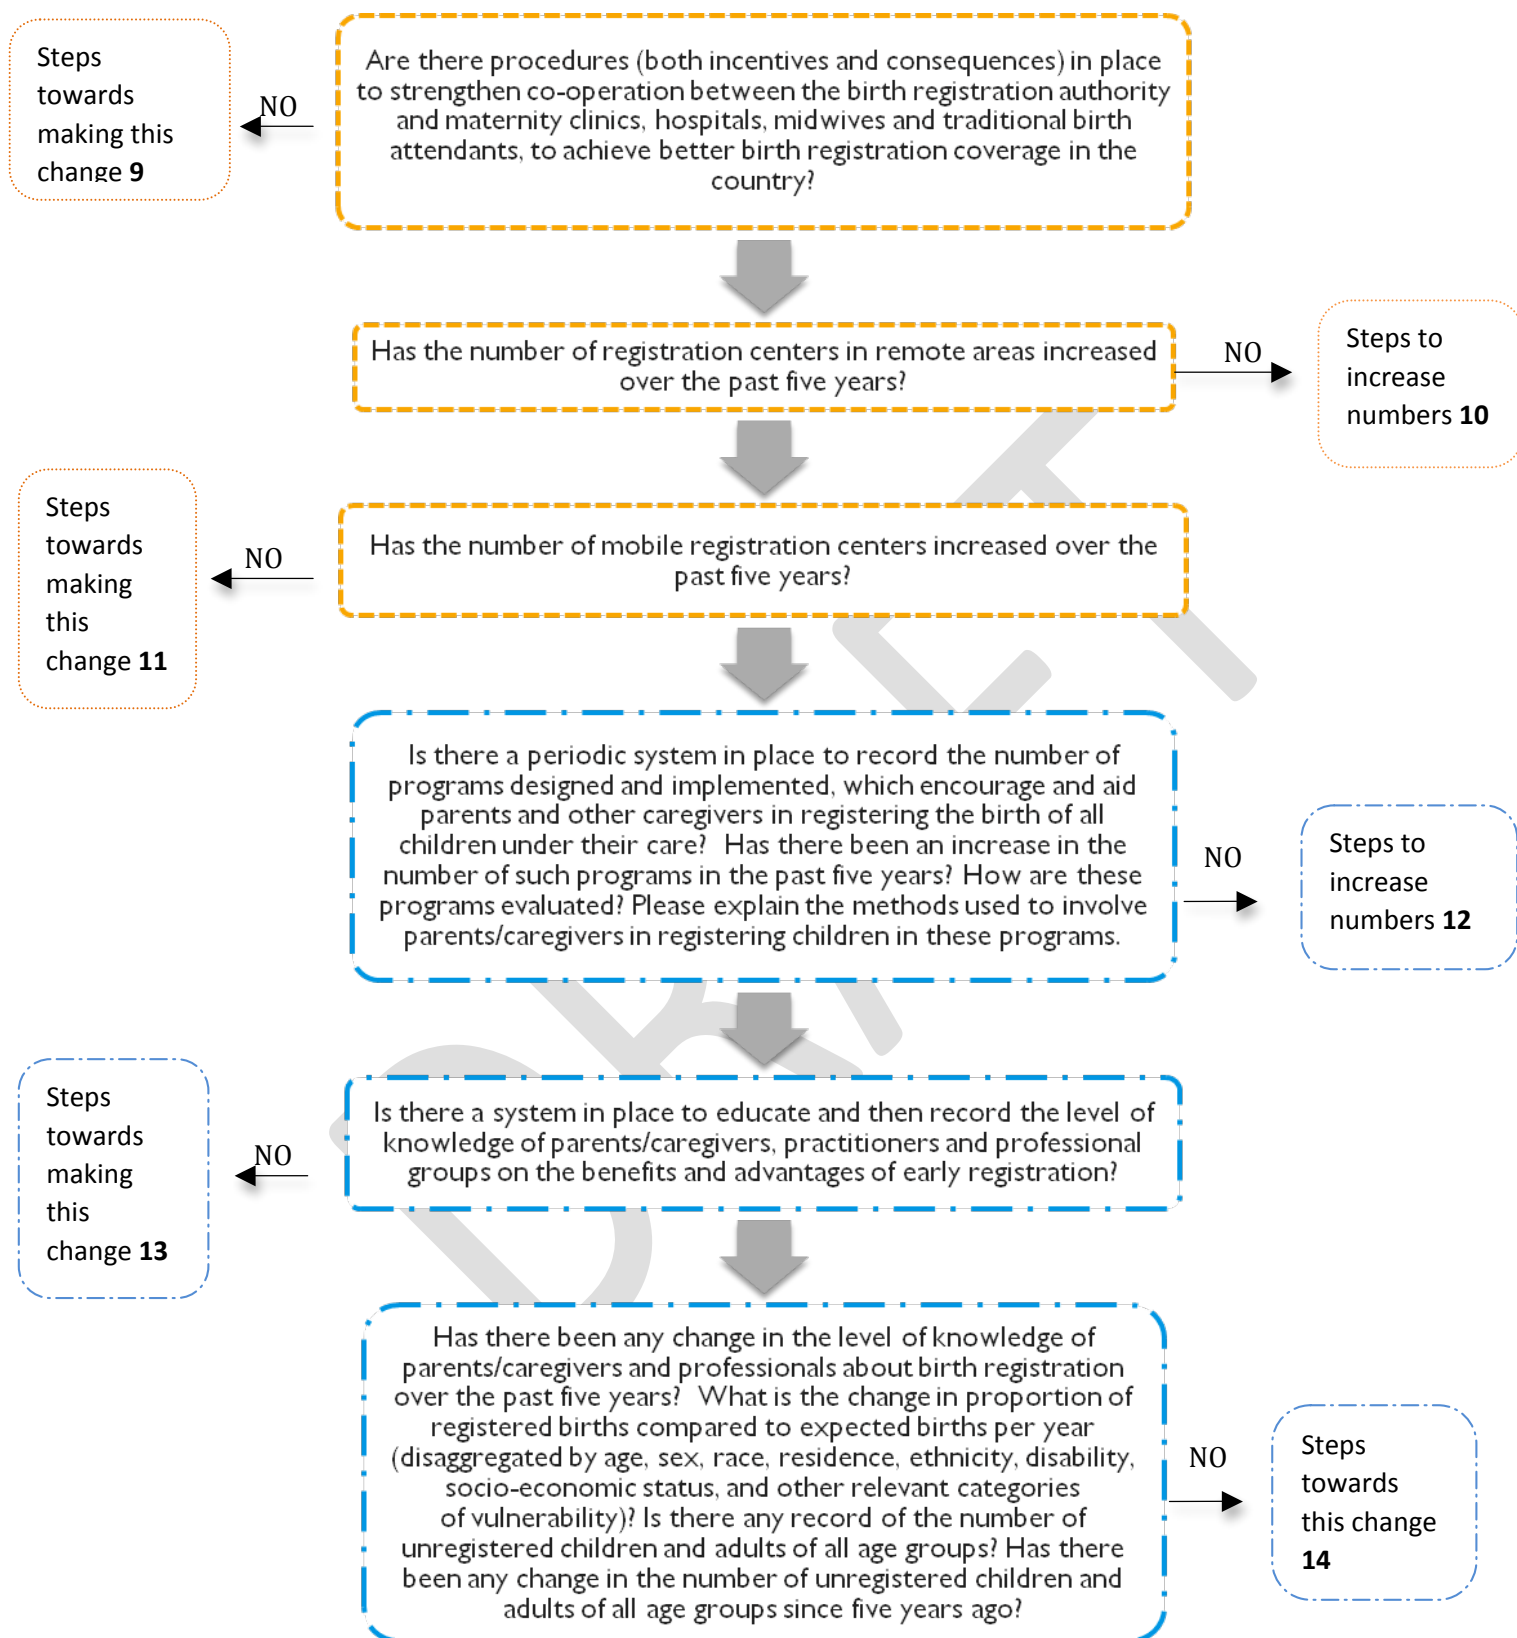 Steps
towards
making this
change 9
NO
Are there procedures (both incentives and consequences) in place
to strengthen co-operation between the birth registration authority
and maternity clinics, hospitals, midwives and traditional birth
attendants, to achieve better birth registration coverage in the
country?
Has the number of registration centers in remote areas increased
over the past five years?
NO
Steps to
increase
numbers 10
Steps
towards
making
this
change 11
NO
Has the number of mobile registration centers increased over the
past five years?
Is there a periodic system in place to record the number of
programs designed and implemented, which encourage and aid
parents and other caregivers in registering the birth of all
children under their care? Has there been an increase in the
number of such programs in the past five years? How are these
programs evaluated? Please explain the methods used to involve
parents/caregivers in registering children in these programs.
NO
Steps to
increase
numbers 12
Steps
towards
making
this
change 13
NO
Is there a system in place to educate and then record the level of
knowledge of parents/caregivers, practitioners and professional
groups on the benefits and advantages of early registration?
Has there been any change in the level of knowledge of
parents/caregivers and professionals about birth registration
over the past five years? What is the change in proportion of
registered births compared to expected births per year
(disaggregated by age, sex, race, residence, ethnicity, disability,
socio-economic status, and other relevant categories
of vulnerability)? Is there any record of the number of
unregistered children and adults of all age groups? Has there
been any change in the number of unregistered children and
adults of all age groups since five years ago?
NO
Steps
towards
this change
14
DRAFT